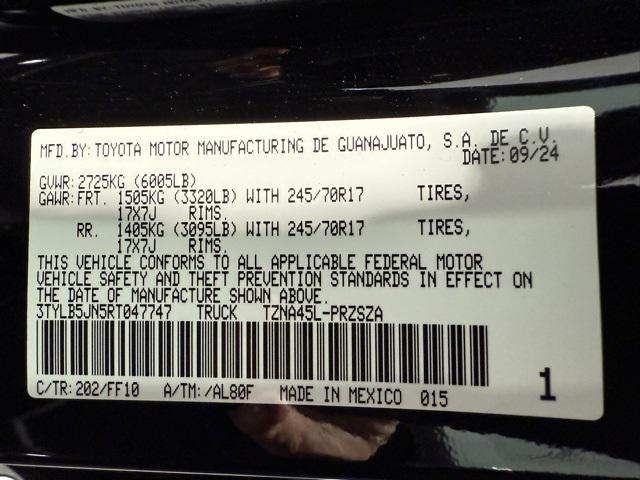 MFD.BY:TOYOTA MOTOR MANUFACTURING DE GUANAJUATO, S.A. DE C.V.
DATE:09/24
GVWR:2725KG (6005LB)
GAWR:FRT. 1505KG (3320LB) WITH 245/70R17 TIRES,
17X7J RIMS.
RR. 1405KG (3095LB) WITH 245/70R17 TIRES,
17X7J RIMS.
THIS VEHICLE CONFORMS TO ALL APPLICABLE FEDERAL MOTOR
VEHICLE SAFETY AND THEFT PREVENTION STANDARDS IN EFFECT ON
THE DATE OF MANUFACTURE SHOWN ABOVE.
3TYLB5JN5RT047747 TRUCK TZNA45L-PRZSZA
C/TR:202/FF10 A/TM:/AL80F MADE IN MEXICO 015
1